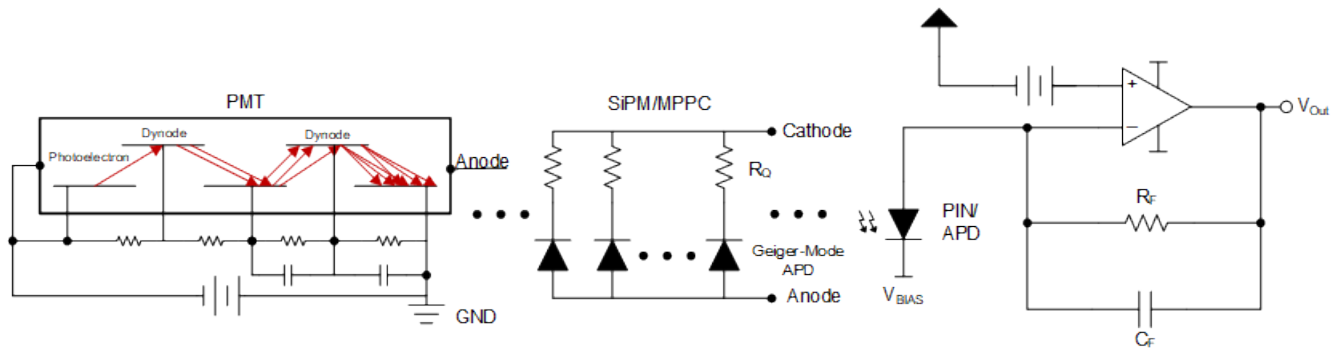 PMT
Dynode
Dynode
Photoelectron
Anode
GND
SiPM/MPPC
Cathode
RQ
Geiger-Mode
APD
Anode
+
−
VOut
PIN/
APD
VBIAS
RF
CF